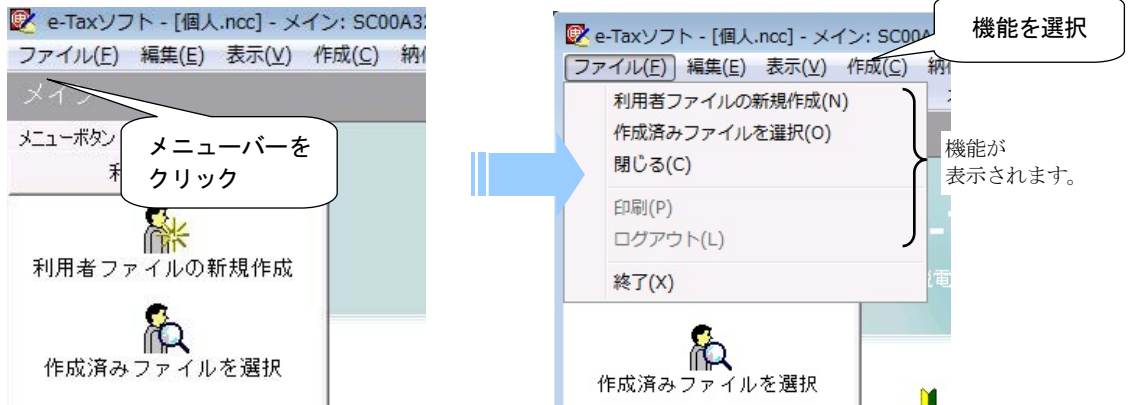 e-Taxソフト - [個人.ncc] - メイン: SC00A32
ファイル(F) 編集(E) 表示(V) 作成(C) 納
メイン
メニューボタン
メニューバーを
クリック
利用者ファイルの新規作成
作成済みファイルを選択
e-Taxソフト - [個人.ncc] - メイン: SC00A
機能を選択
ファイル(F) 編集(E) 表示(V) 作成(C) 納
利用者ファイルの新規作成(N)
作成済みファイルを選択(O)
閉じる(C)
印刷(P)
ログアウト(L)
終了(X)
機能が
表示されます。
電
作成済みファイルを選択